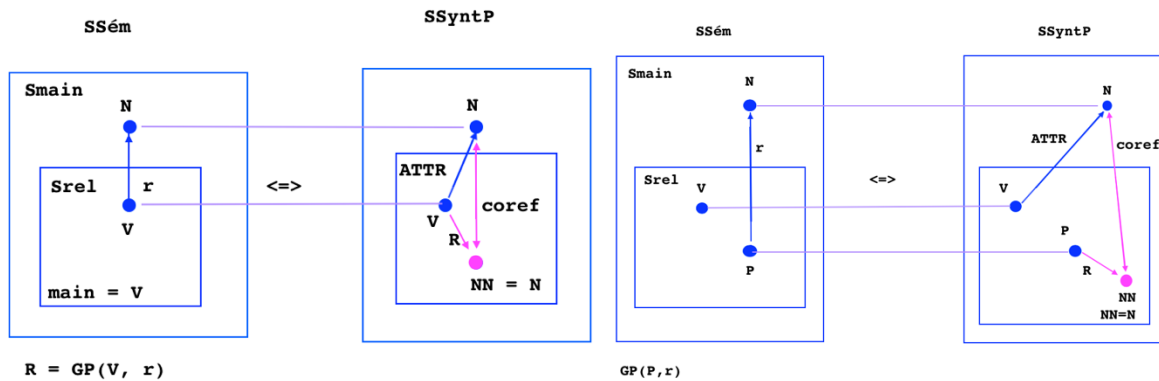 SSém
SSyntP
Smain
N
N
Srel
r
<=>
ATTR
coref
V
V
R
main = V
NN = N
R = GP(V, r)
SSém
SSyntP
Smain
N
N
r
ATTR
coref
Srel
V
<=>
V
P
P
R
NN
NN=N
GP(P,r)